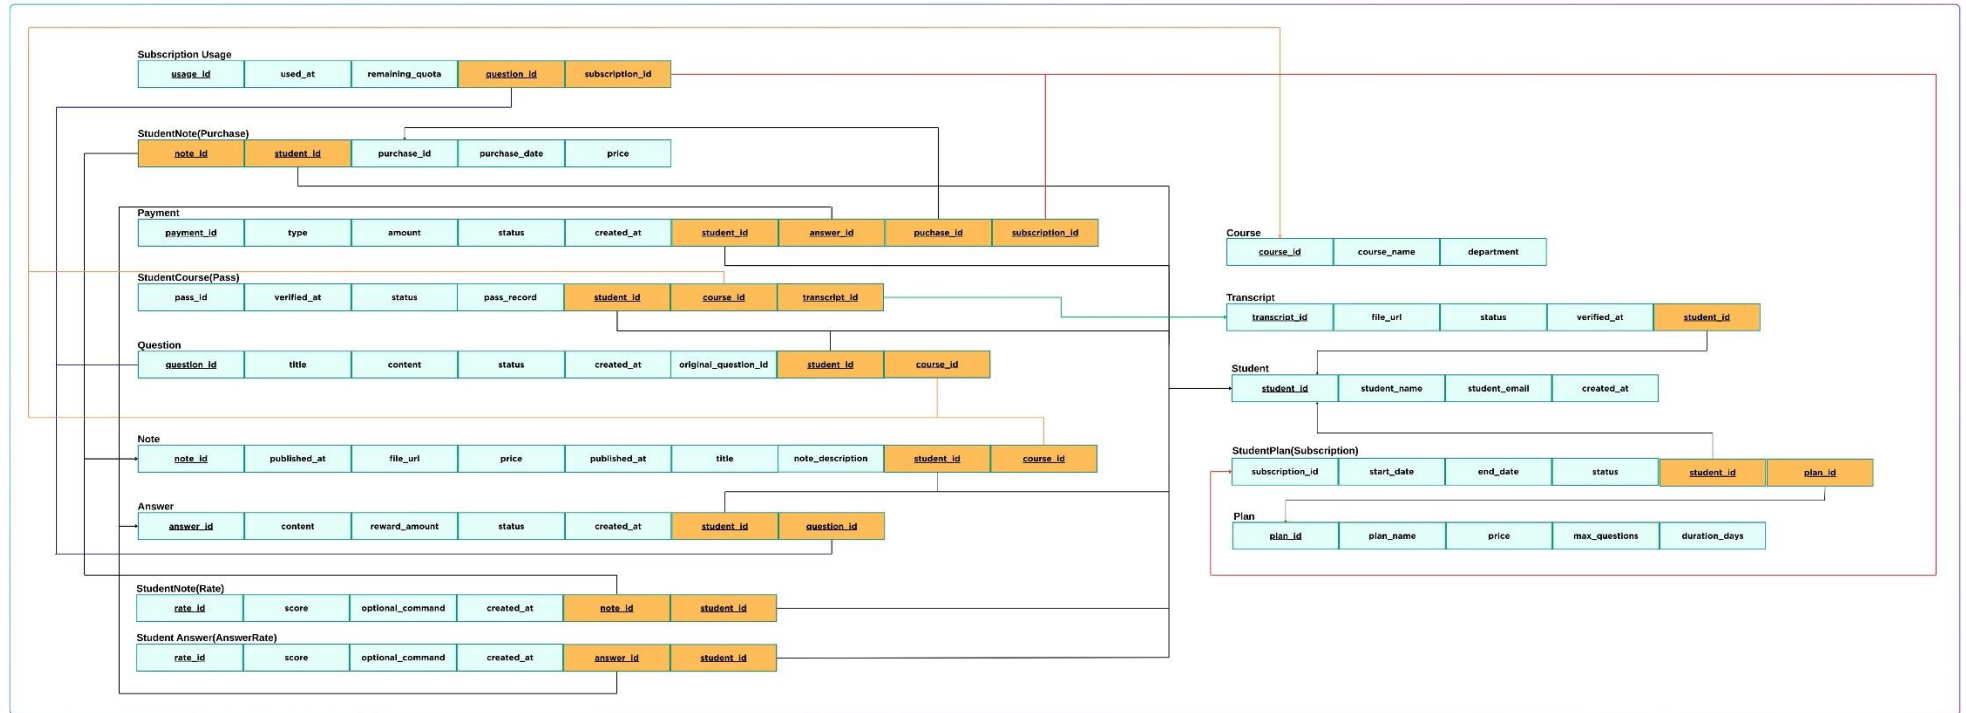 Subscription Usage
usage_id used_at remaining_quota question_id subscription_id
StudentNote(Purchase)
note_id student_id purchase_id purchase_date price
Payment
payment_id type amount status created_at student_id answer_id puchase_id subscription_id
Course
course_id course_name department
StudentCourse(Pass)
pass_id verified_at status pass_record student_id course_id transcript_id
Transcript
transcript_id file_url status verified_at student_id
Question
question_id title content status created_at original_question_id student_id course_id
Student
student_id student_name student_email created_at
Note
note_id published_at file_url price published_at title note_description student_id course_id
StudentPlan(Subscription)
subscription_id start_date end_date status student_id plan_id
Answer
answer_id content reward_amount status created_at student_id question_id
Plan
plan_id plan_name price max_questions duration_days
StudentNote(Rate)
rate_id score optional_command created_at note_id student_id
Student Answer(AnswerRate)
rate_id score optional_command created_at answer_id student_id